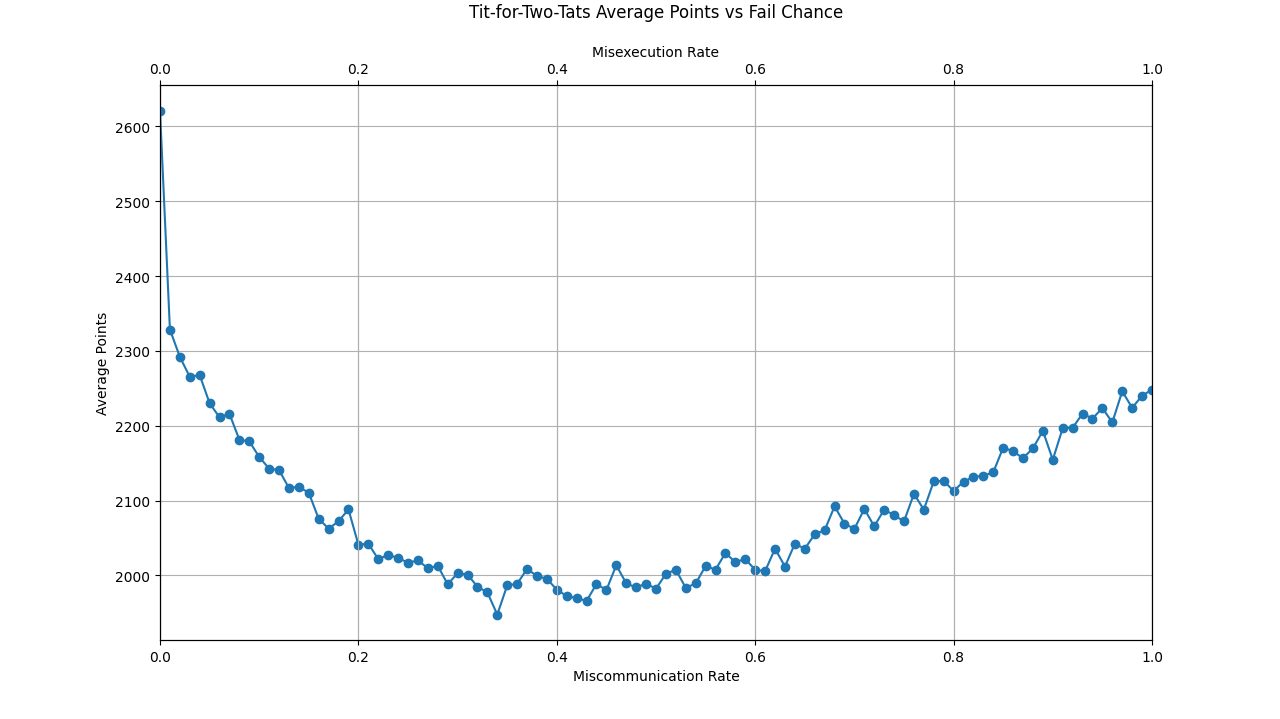 Tit-for-Two-Tats Average Points vs Fail Chance
Misexecution Rate
0.0 0.2 0.4 0.6 0.8 1.0
2600
2500
2400
2300
2200
2100
2000
Average Points
0.0 0.2 0.4 0.6 0.8 1.0
Miscommunication Rate